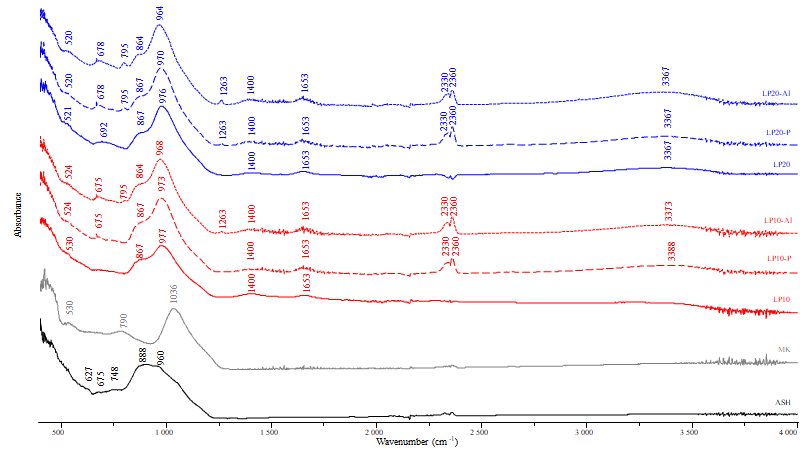 520 678 795 864 964 1263 1400 1653 2330 2360 3367 LP20-Al
520 678 795 867 970 1263 1400 1653 2330 2360 3367 LP20-P
521 692 867 976 1400 1653 3367 LP20
524 675 795 864 968 1263 1400 1653 2330 2360 3373 LP10-Al
524 675 867 973 1400 1653 2330 2360 3388 LP10-P
530 867 977 1400 1653 LP10
530 790 1036 MK
627 675 748 888 960 ASH
Absorbance
500 1 000 1 500 2 000 2 500 3 000 3 500 4 000
Wavenumber (cm⁻¹)